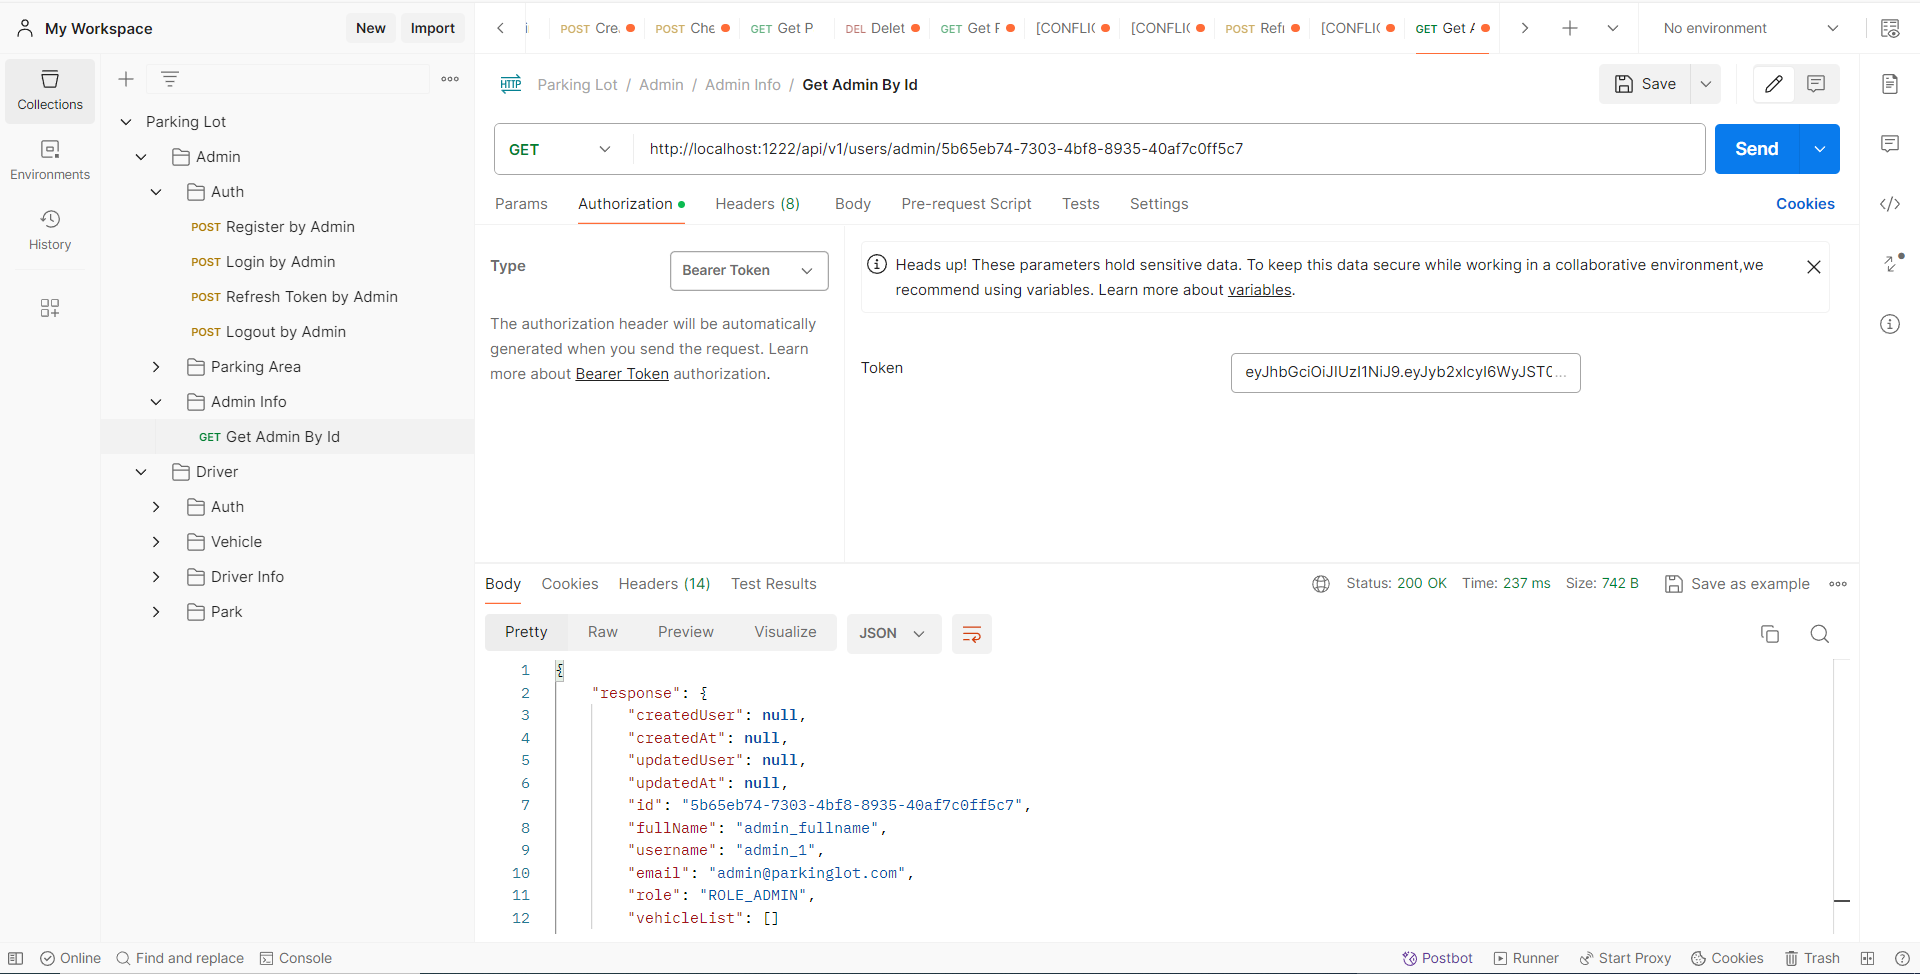 My Workspace
New
Import
POST Cre
POST Che
GET Get P
DEL Delet
GET Get F
[CONFLIC
[CONFLIC
POST Refr
[CONFLIC
GET Get A
No environment
Collections
Environments
History
Parking Lot
Admin
Auth
POST Register by Admin
POST Login by Admin
POST Refresh Token by Admin
POST Logout by Admin
Parking Area
Admin Info
GET Get Admin By Id
Driver
Auth
Vehicle
Driver Info
Park
HTTP
Parking Lot / Admin / Admin Info / Get Admin By Id
Save
GET
http://localhost:1222/api/v1/users/admin/5b65eb74-7303-4bf8-8935-40af7c0ff5c7
Send
Params
Authorization
Headers (8)
Body
Pre-request Script
Tests
Settings
Cookies
Type
Bearer Token
The authorization header will be automatically
generated when you send the request. Learn
more about Bearer Token authorization.
Heads up! These parameters hold sensitive data. To keep this data secure while working in a collaborative environment,we
recommend using variables. Learn more about variables.
Token
eyJhbGciOiJIUzI1NiJ9.eyJyb2xlcyI6WyJST0...
Body
Cookies
Headers (14)
Test Results
Status: 200 OK
Time: 237 ms
Size: 742 B
Save as example
Pretty
Raw
Preview
Visualize
JSON
1 {
2 "response": {
3 "createdUser": null,
4 "createdAt": null,
5 "updatedUser": null,
6 "updatedAt": null,
7 "id": "5b65eb74-7303-4bf8-8935-40af7c0ff5c7",
8 "fullName": "admin_fullname",
9 "username": "admin_1",
10 "email": "admin@parkinglot.com",
11 "role": "ROLE_ADMIN",
12 "vehicleList": []
Online
Find and replace
Console
Postbot
Runner
Start Proxy
Cookies
Trash